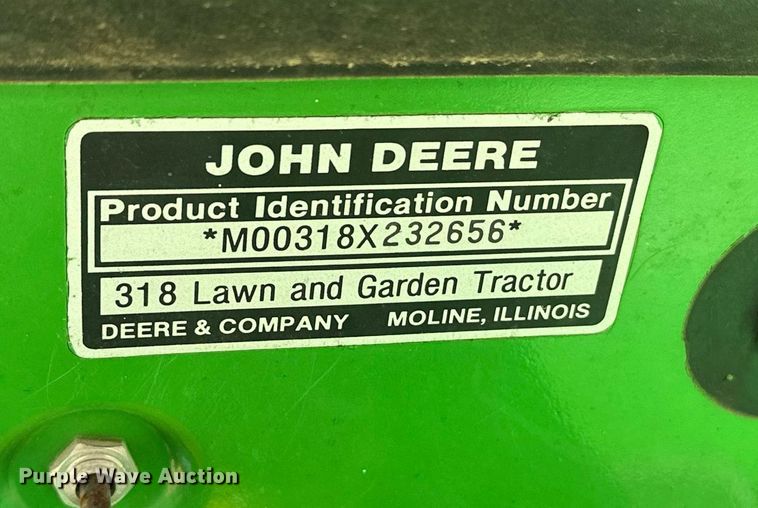 JOHN DEERE
Product Identification Number
*M00318X232656*
318 Lawn and Garden Tractor
DEERE & COMPANY MOLINE, ILLINOIS
Purple Wave Auction